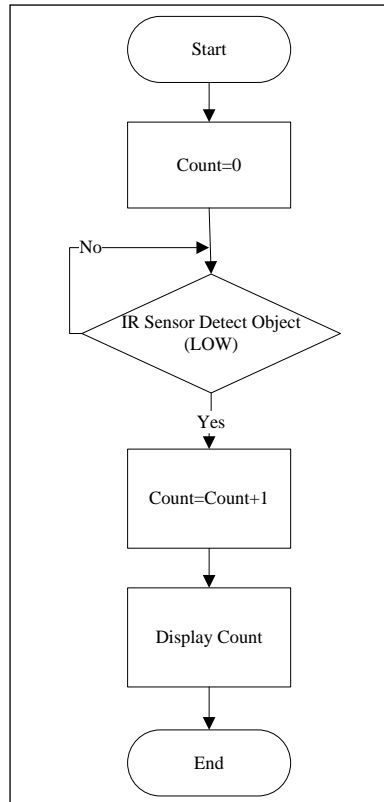 Start
Count=0
No
IR Sensor Detect Object
(LOW)
Yes
Count=Count+1
Display Count
End